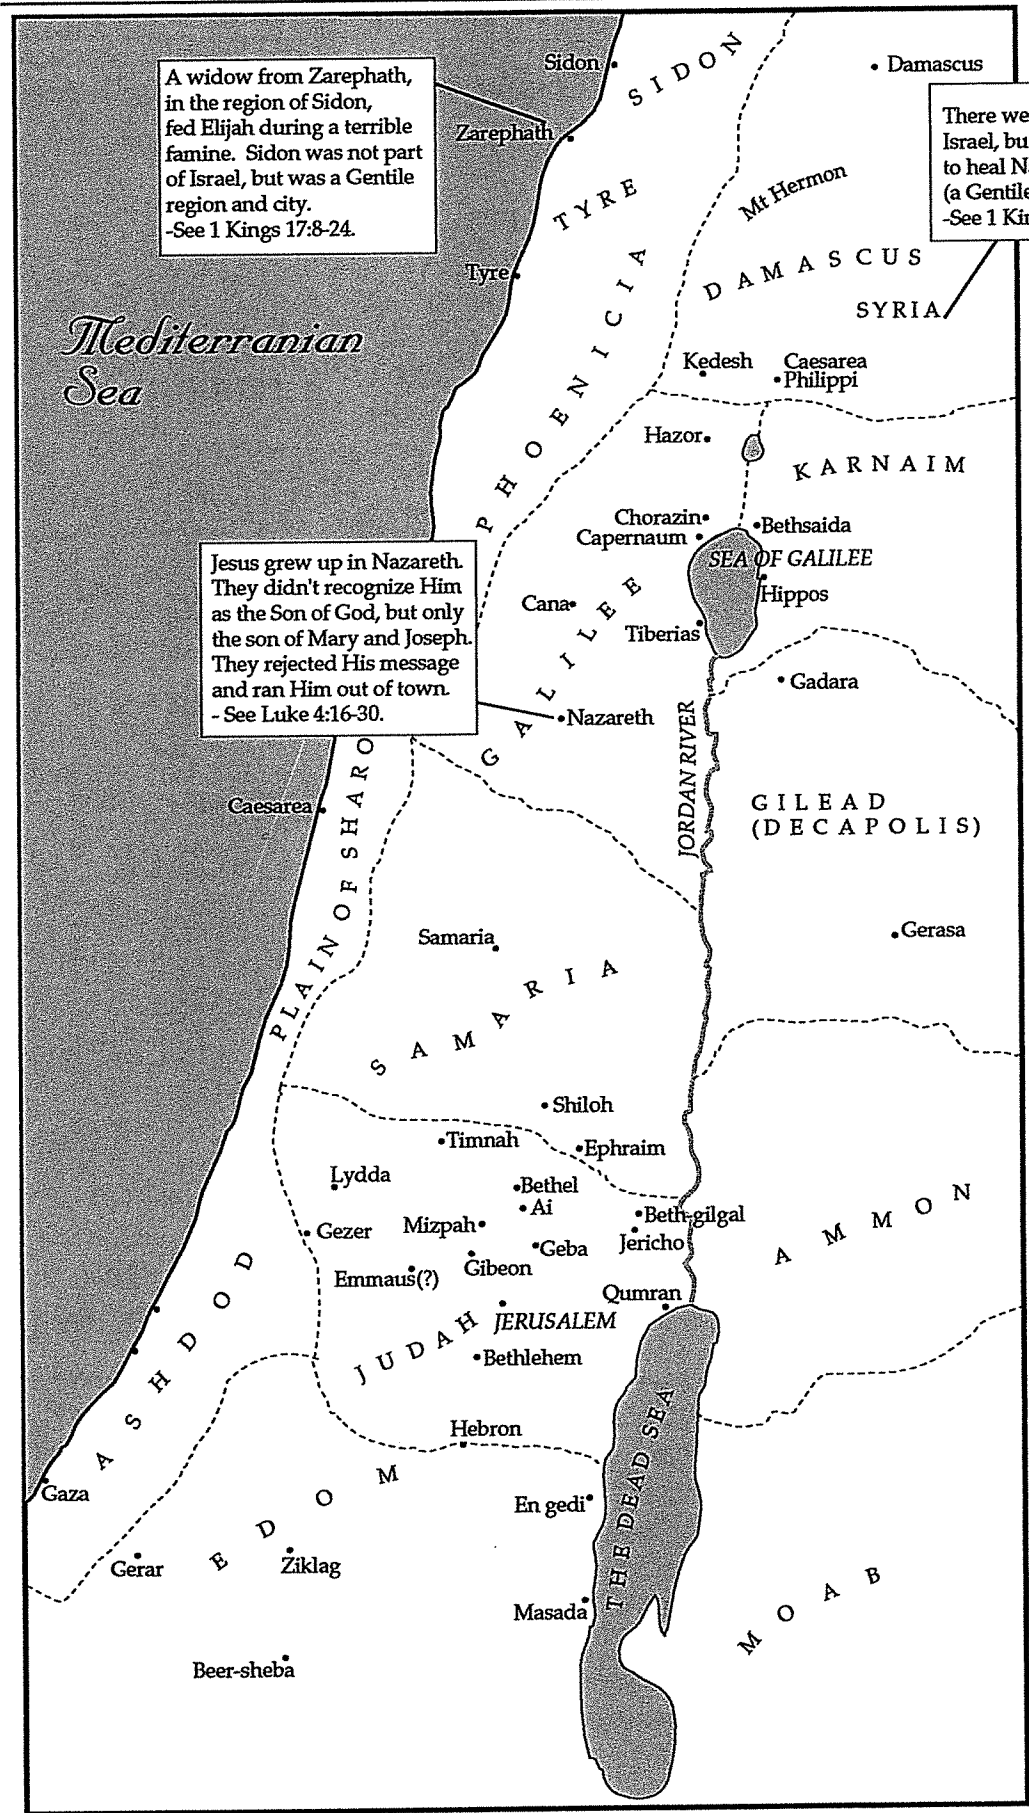 Sidon
SIDON
Damascus
A widow from Zarephath,
in the region of Sidon,
fed Elijah during a terrible
famine. Sidon was not part
of Israel, but was a Gentile
region and city.
-See 1 Kings 17:8-24.
Zarephath
There we
Israel, bu
to heal N
(a Gentile
-See 1 Kin
TYRE
Mt Hermon
Tyre
DAMASCUS
SYRIA
Mediterranian
Sea
PHOENICIA
Kedesh
Caesarea
Philippi
Hazor
KARNAIM
Chorazin
Capernaum
Bethsaida
SEA OF GALILEE
Hippos
Jesus grew up in Nazareth.
They didn't recognize Him
as the Son of God, but only
the son of Mary and Joseph.
They rejected His message
and ran Him out of town.
- See Luke 4:16-30.
Cana
Tiberias
GALILEE
Gadara
Nazareth
JORDAN RIVER
PLAIN OF SHARO
Caesarea
GILEAD
(DECAPOLIS)
Samaria
Gerasa
SAMARIA
Shiloh
Timnah
Ephraim
Lydda
Bethel
Ai
Mizpah
Beth-gilgal
Gezer
Geba
Jericho
Gibeon
Emmaus(?)
AMMON
Qumran
JERUSALEM
JUDAH
Bethlehem
ASHDOD
Hebron
THE DEAD SEA
Gaza
En gedi
EDOM
Gerar
Ziklag
Masada
MOAB
Beer-sheba